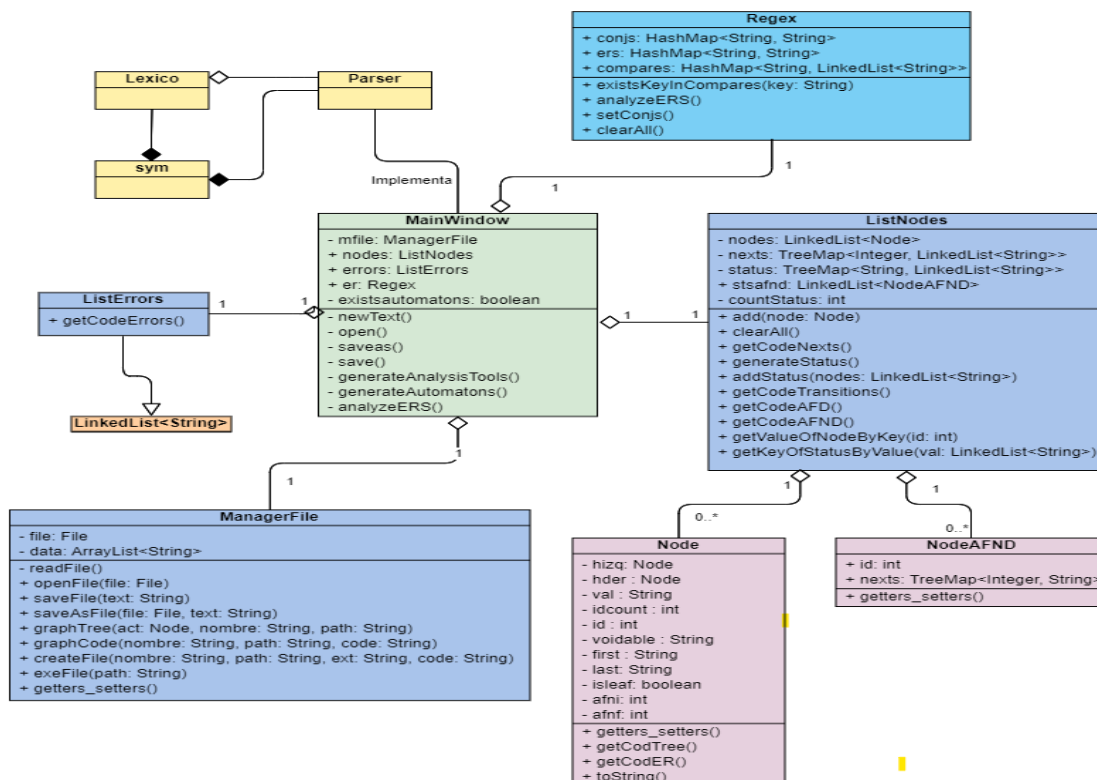 Regex
+ conjs: HashMap<String, String>
+ ers: HashMap<String, String>
+ compares: HashMap<String, LinkedList<String>>
+ existsKeyInCompares(key: String)
+ analyzeERS()
+ setConjs()
+ clearAll()
Lexico
Parser
sym
Implementa
1
1
MainWindow
- mfile: ManagerFile
+ nodes: ListNodes
+ errors: ListErrors
+ er: Regex
- existsautomatons: boolean
- newText()
- open()
- saveas()
- save()
- generateAnalysisTools()
- generateAutomatons()
- analyzeERS()
ListNodes
- nodes: LinkedList<Node>
- nexts: TreeMap<Integer, LinkedList<String>>
- status: TreeMap<String, LinkedList<String>>
+ stsafnd: LinkedList<NodeAFND>
- countStatus: int
+ add(node: Node)
+ clearAll()
+ getCodeNexts()
+ generateStatus()
+ addStatus(nodes: LinkedList<String>)
+ getCodeTransitions()
+ getCodeAFD()
+ getCodeAFND()
+ getValueOfNodeByKey(id: int)
+ getKeyOfStatusByValue(val: LinkedList<String>)
ListErrors
+ getCodeErrors()
1
1
1
1
LinkedList<String>
1
1
1
1
0..*
0..*
ManagerFile
- file: File
- data: ArrayList<String>
- readFile()
+ openFile(file: File)
+ saveFile(text: String)
+ saveAsFile(file: File, text: String)
+ graphTree(act: Node, nombre: String, path: String)
+ graphCode(nombre: String, path: String, code: String)
+ createFile(nombre: String, path: String, ext: String, code: String)
+ exeFile(path: String)
+ getters_setters()
Node
- hizq: Node
- hder : Node
- val : String
- idcount : int
- id : int
- voidable : String
- first : String
- last: String
- isleaf: boolean
- afni: int
- afnf: int
+ getters_setters()
+ getCodTree()
+ getCodER()
+ toString()
NodeAFND
+ id: int
+ nexts: TreeMap<Integer, String>
+ getters_setters()